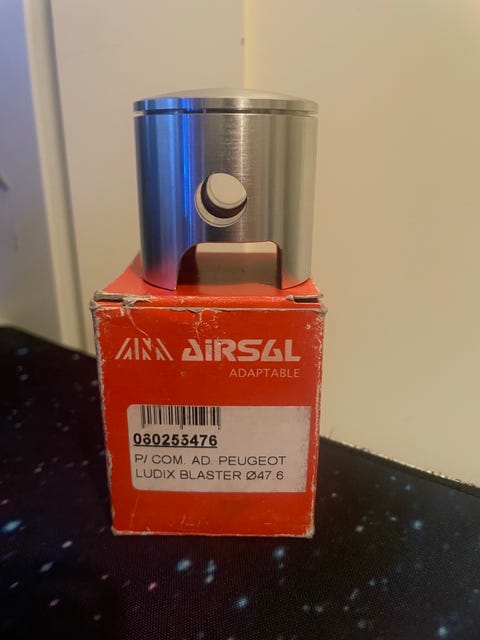 AIRSAL
ADAPTABLE
060253476
P/ COM. AD. PEUGEOT
LUDIX BLASTER Ø47.6